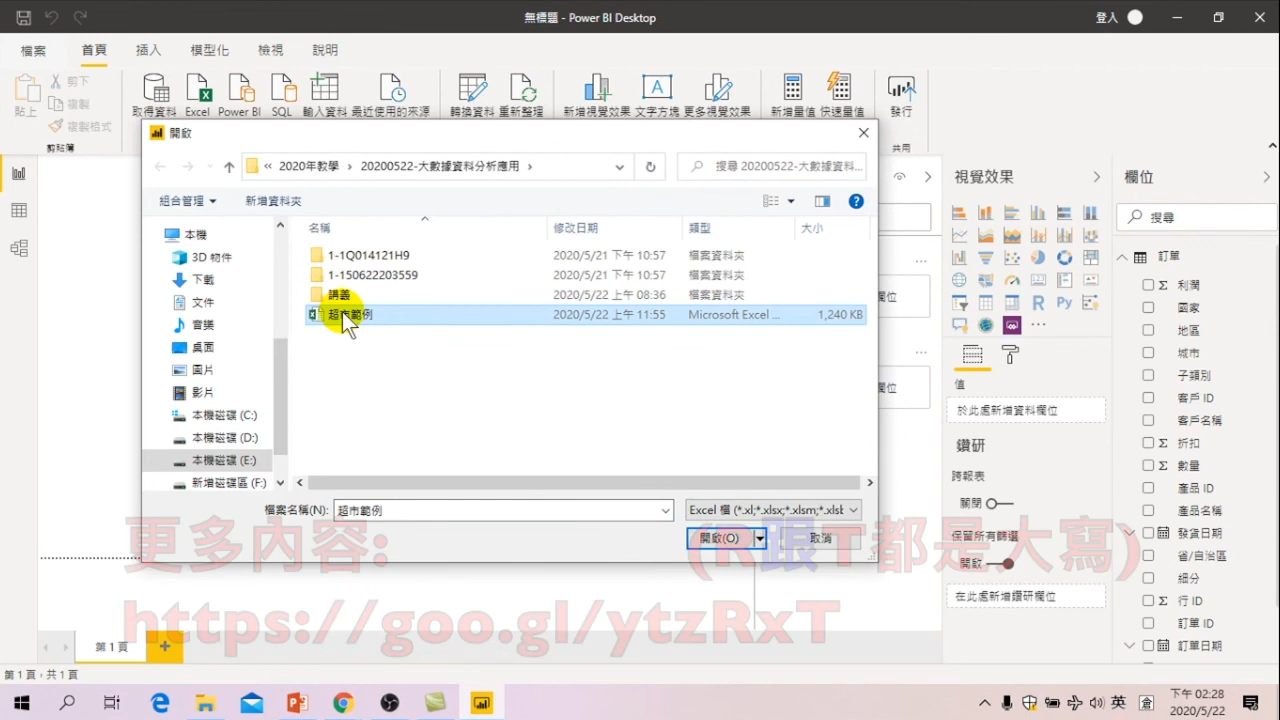 無標題 - Power BI Desktop
登入
檔案 首頁 插入 模型化 檢視 說明
貼上
剪下
複製
複製格式
剪貼簿
取得資料 Excel Power BI SQL 輸入資料 最近使用的來源 轉換資料 重新整理 新增視覺效果 文字方塊 更多視覺效果 新增量值 快速量值 發行
共用
開啟
« 2020年教學 › 20200522-大數據資料分析應用 ›
搜尋 20200522-大數據資料...
組合管理 新增資料夾
本機
3D 物件
下載
文件
音樂
桌面
圖片
影片
本機磁碟 (C:)
本機磁碟 (D:)
本機磁碟 (E:)
新增磁碟區 (F:)
名稱 修改日期 類型 大小
1-1Q014121H9 2020/5/21 下午 10:57 檔案資料夾
1-150622203559 2020/5/21 下午 10:57 檔案資料夾
講義 2020/5/22 上午 08:36 檔案資料夾
超市範例 2020/5/22 上午 11:55 Microsoft Excel ... 1,240 KB
檔案名稱(N): 超市範例
Excel 檔 (*.xl;*.xlsx;*.xlsm;*.xlsb
開啟(O) 取消
欄位
欄位
視覺效果
值
於此處新增資料欄位
鑽研
跨報表
關閉
保留所有篩選
開啟
在此處新增鑽研欄位
欄位
搜尋
訂單
利潤
國家
地區
城市
子類別
客戶 ID
客戶名稱
折扣
數量
產品 ID
產品名稱
發貨日期
省/自治區
細分
行 ID
訂單 ID
訂單日期
更多內容: (R跟T都是大寫)
https://goo.gl/ytzRxT
第 1 頁
第 1 頁，共 1 頁
英
下午 02:28
2020/5/22